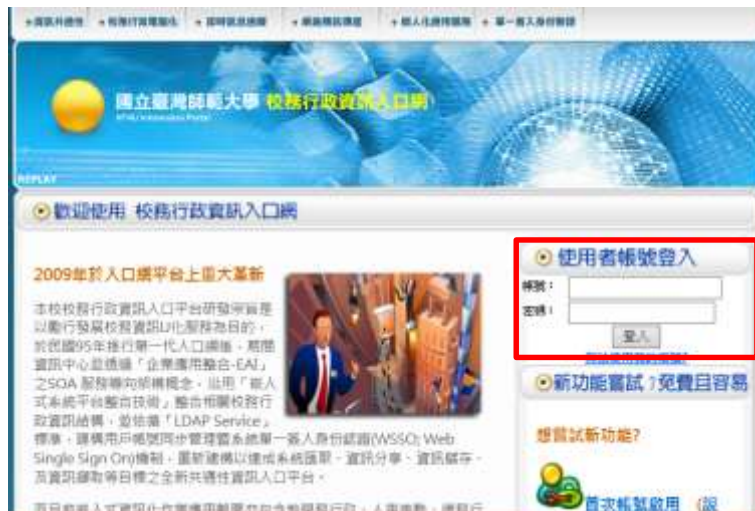 國立臺灣師範大學 校務行政資訊入口網
REPLAY
歡迎使用 校務行政資訊入口網
2009年於入口網平台上重大革新
本校校務行政資訊入口平台研發宗旨是
以勵行發展校務資訊U化服務為目的，
於民國95年推行第一代入口網後，期間
資訊中心並透過「企業應用整合-EAI」
之SOA 服務導向架構概念，沿用「嵌入
式系統平台整合技術」整合相關校務行
政資訊結構，並依循「LDAP Service」
標準，建構用戶帳號同步管理暨系統單一簽入身份認證(WSSO; Web
Single Sign On)機制，重新建構以達成系統匯聚、資訊分享、資訊儲存、
及資訊擷取等目標之全新共通性資訊入口平台。
使用者帳號登入
帳號：
密碼：
登入
新功能嘗試？免費且容易
想嘗試新功能?
首次帳號啟用